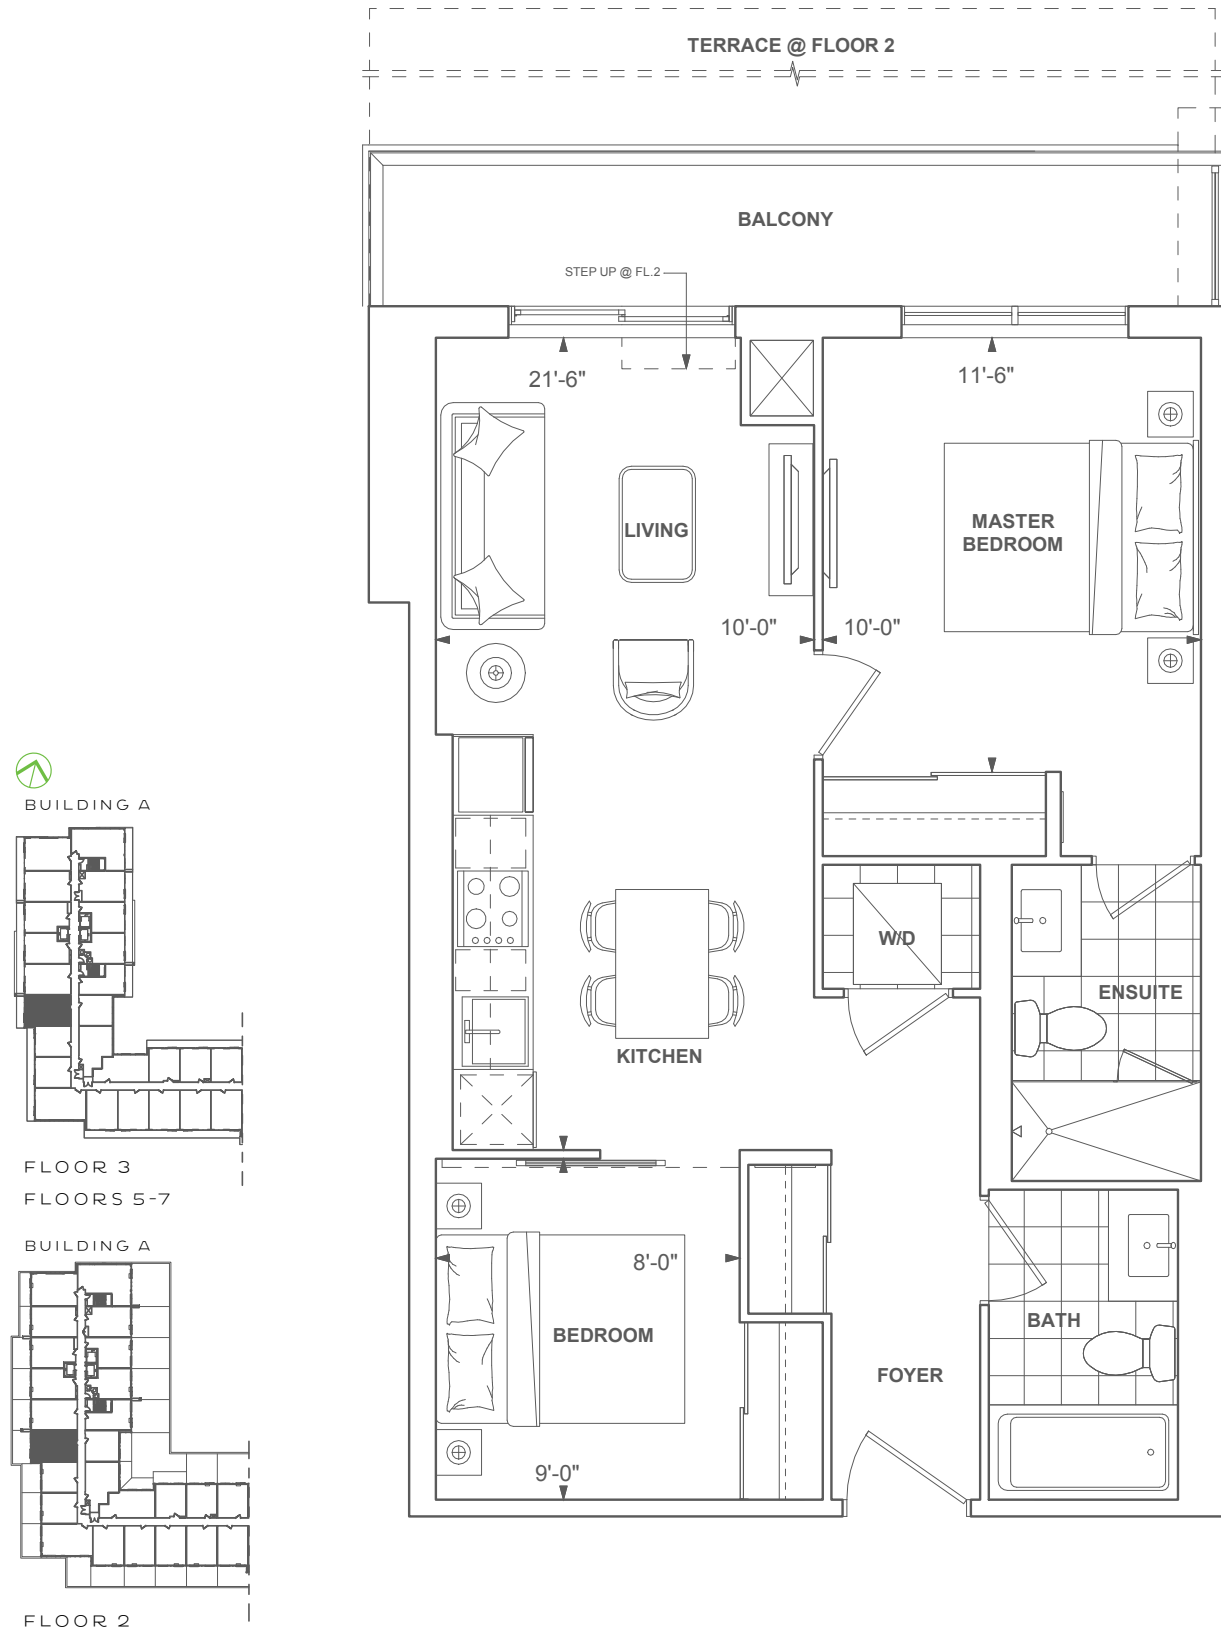 TERRACE @ FLOOR 2
BALCONY
STEP UP @ FL.2
21'-6"
11'-6"
LIVING
MASTER
BEDROOM
10'-0"
10'-0"
BUILDING A
W/D
ENSUITE
KITCHEN
FLOOR 3
FLOORS 5-7
BUILDING A
8'-0"
BEDROOM
BATH
FOYER
9'-0"
FLOOR 2